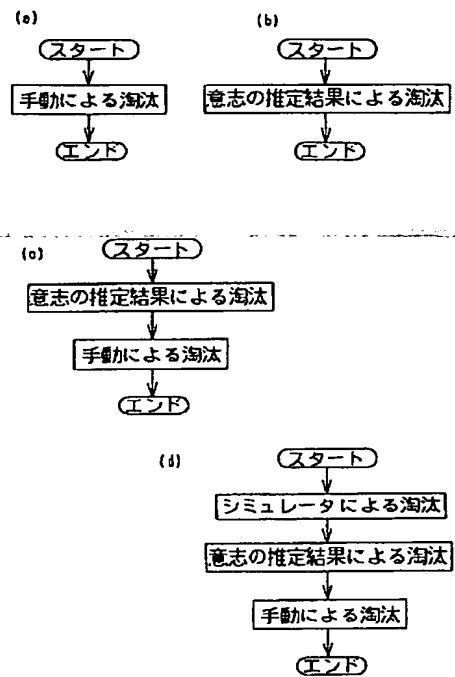 (a)
スタート
手動による淘汰
エンド
(b)
スタート
意志の推定結果による淘汰
エンド
(c)
スタート
意志の推定結果による淘汰
手動による淘汰
エンド
(d)
スタート
シミュレータによる淘汰
意志の推定結果による淘汰
手動による淘汰
エンド